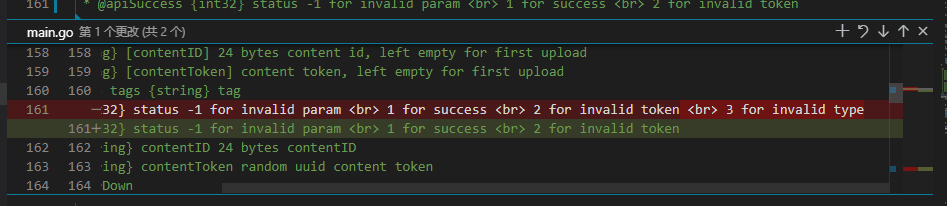 161 * @apiSuccess {int32} status -1 for invalid param <br> 1 for success <br> 2 for invalid token
main.go 第 1 个更改 (共 2 个)
158 158 g} [contentID] 24 bytes content id, left empty for first upload
159 159 g} [contentToken] content token, left empty for first upload
160 160 tags {string} tag
161 —32} status -1 for invalid param <br> 1 for success <br> 2 for invalid token <br> 3 for invalid type
161+32} status -1 for invalid param <br> 1 for success <br> 2 for invalid token
162 162 ing} contentID 24 bytes contentID
163 163 ing} contentToken random uuid content token
164 164 Down